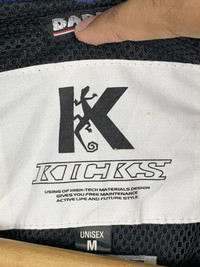 K
KICKS.
USING OF HIGH-TECH MATERIALS DESIGN
GIVES YOU FREE MAINTENANCE
ACTIVE LIFE AND FUTURE STYLE
UNISEX
M